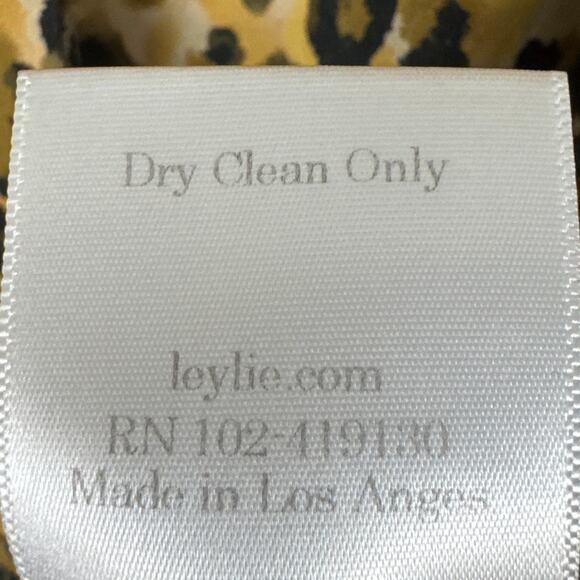 Dry Clean Only
leylie.com
RN 102-419130
Made in Los Anges